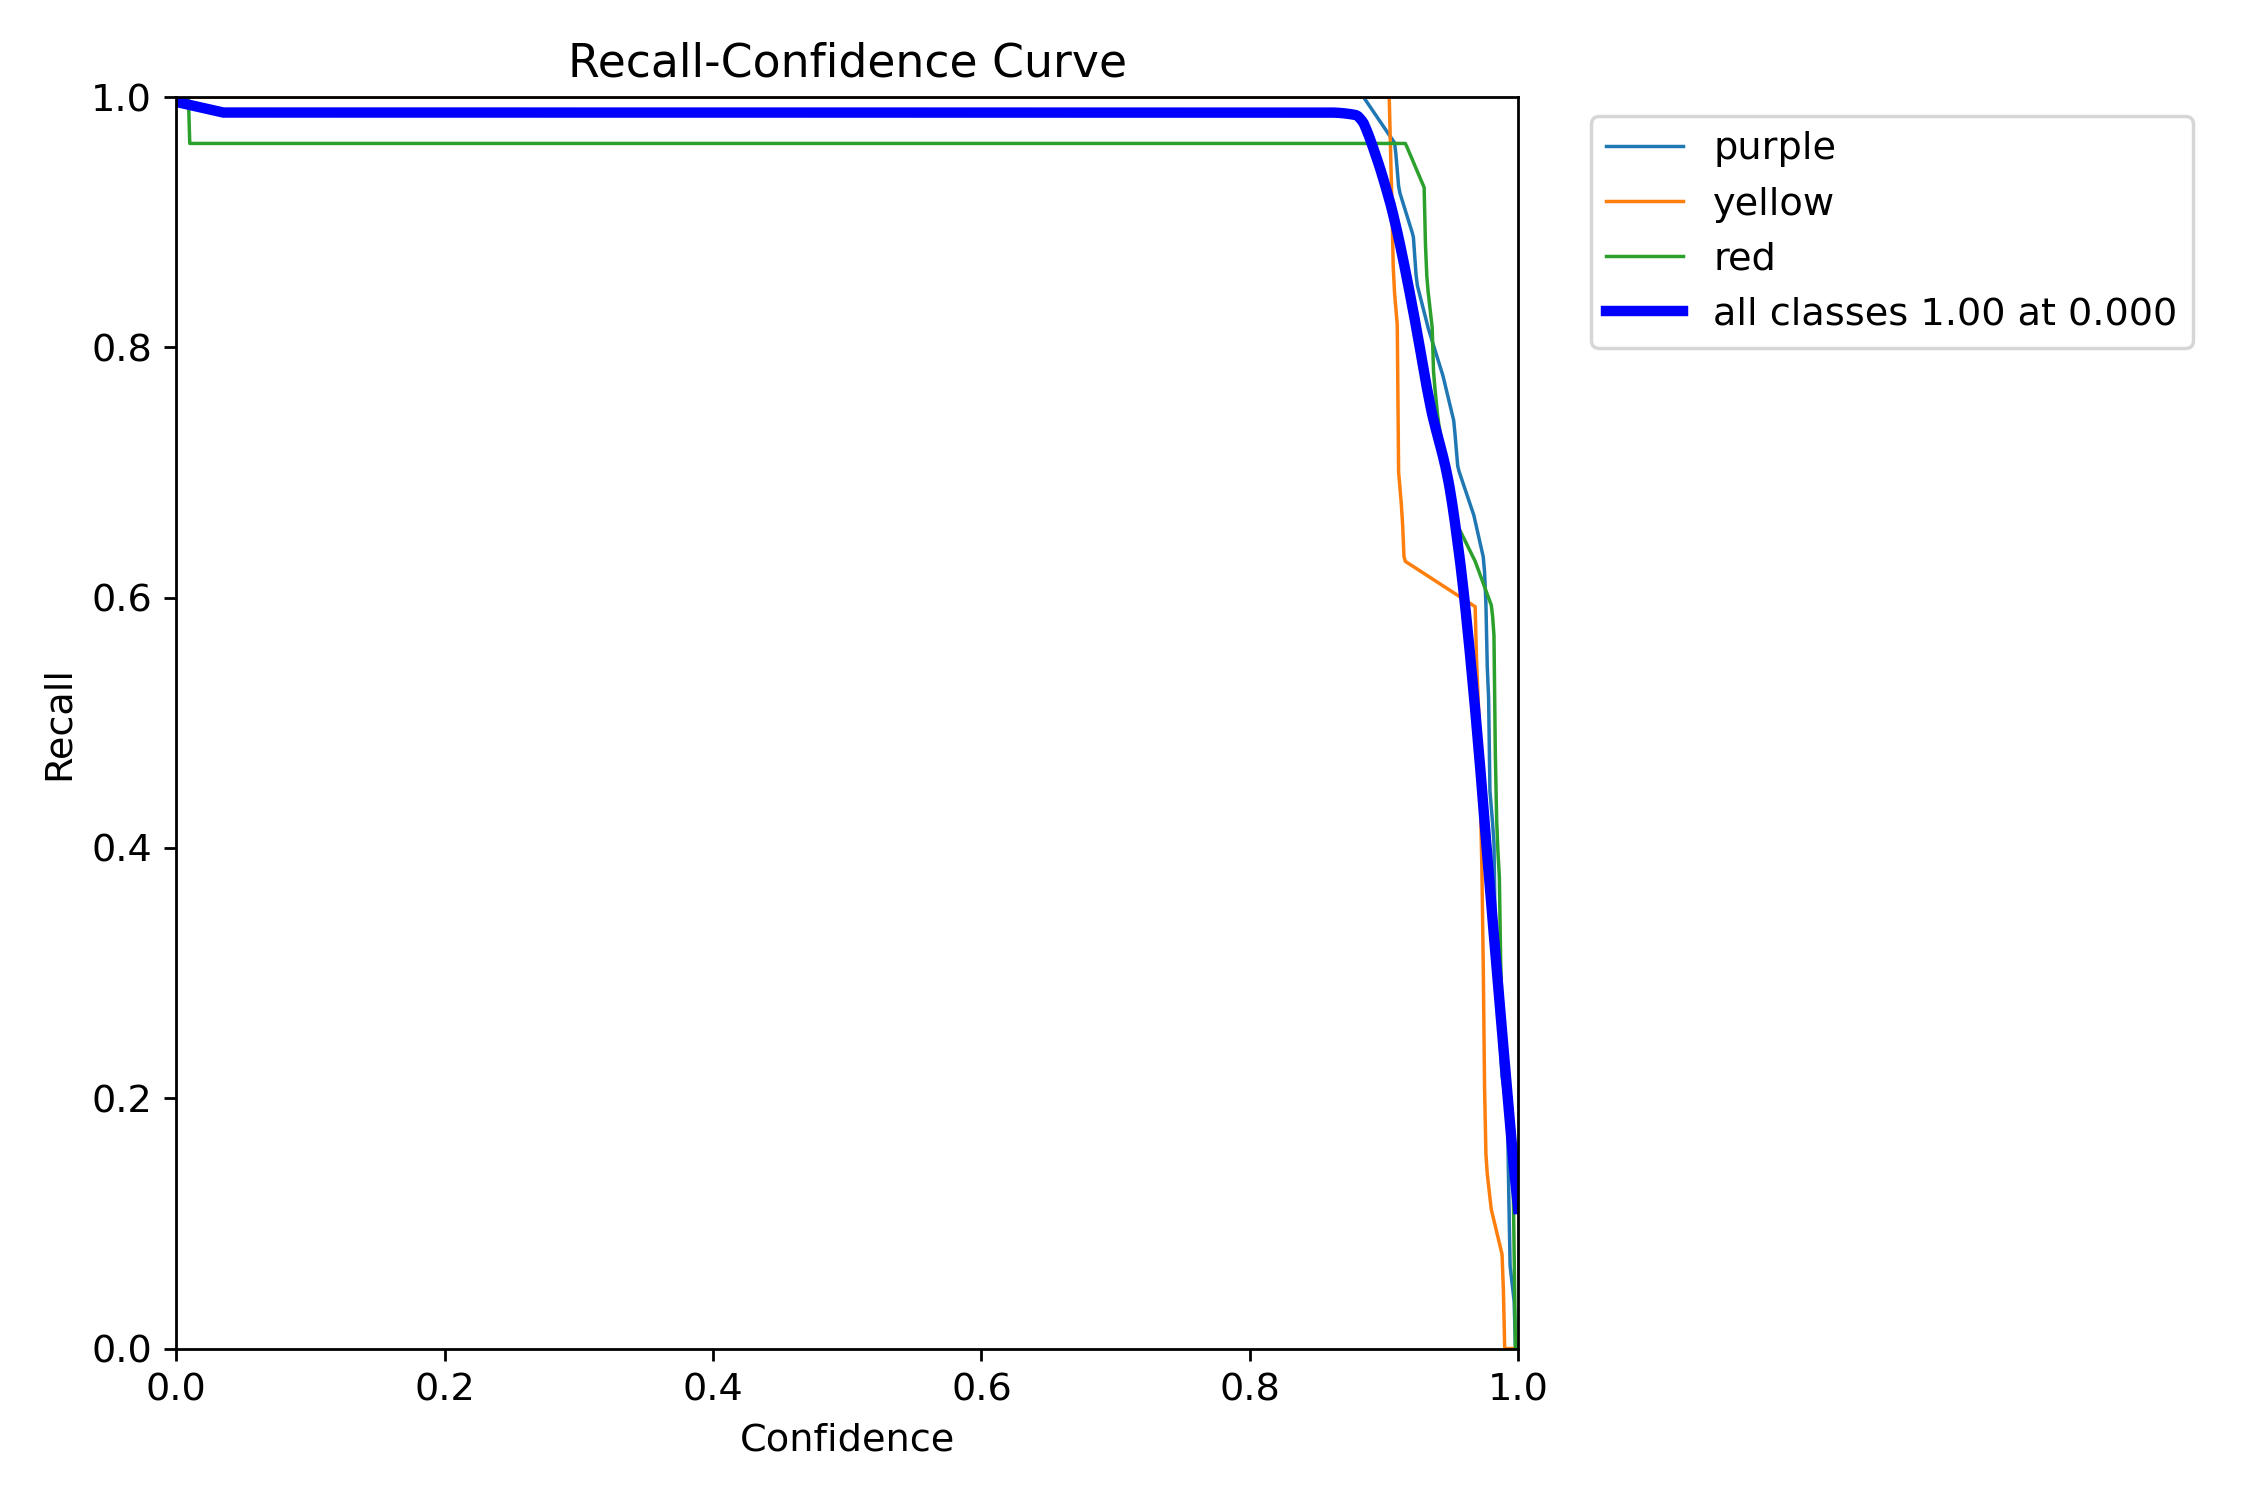 Recall-Confidence Curve
purple
yellow
red
all classes 1.00 at 0.000
Recall
1.0
0.8
0.6
0.4
0.2
0.0
0.0 0.2 0.4 0.6 0.8 1.0
Confidence